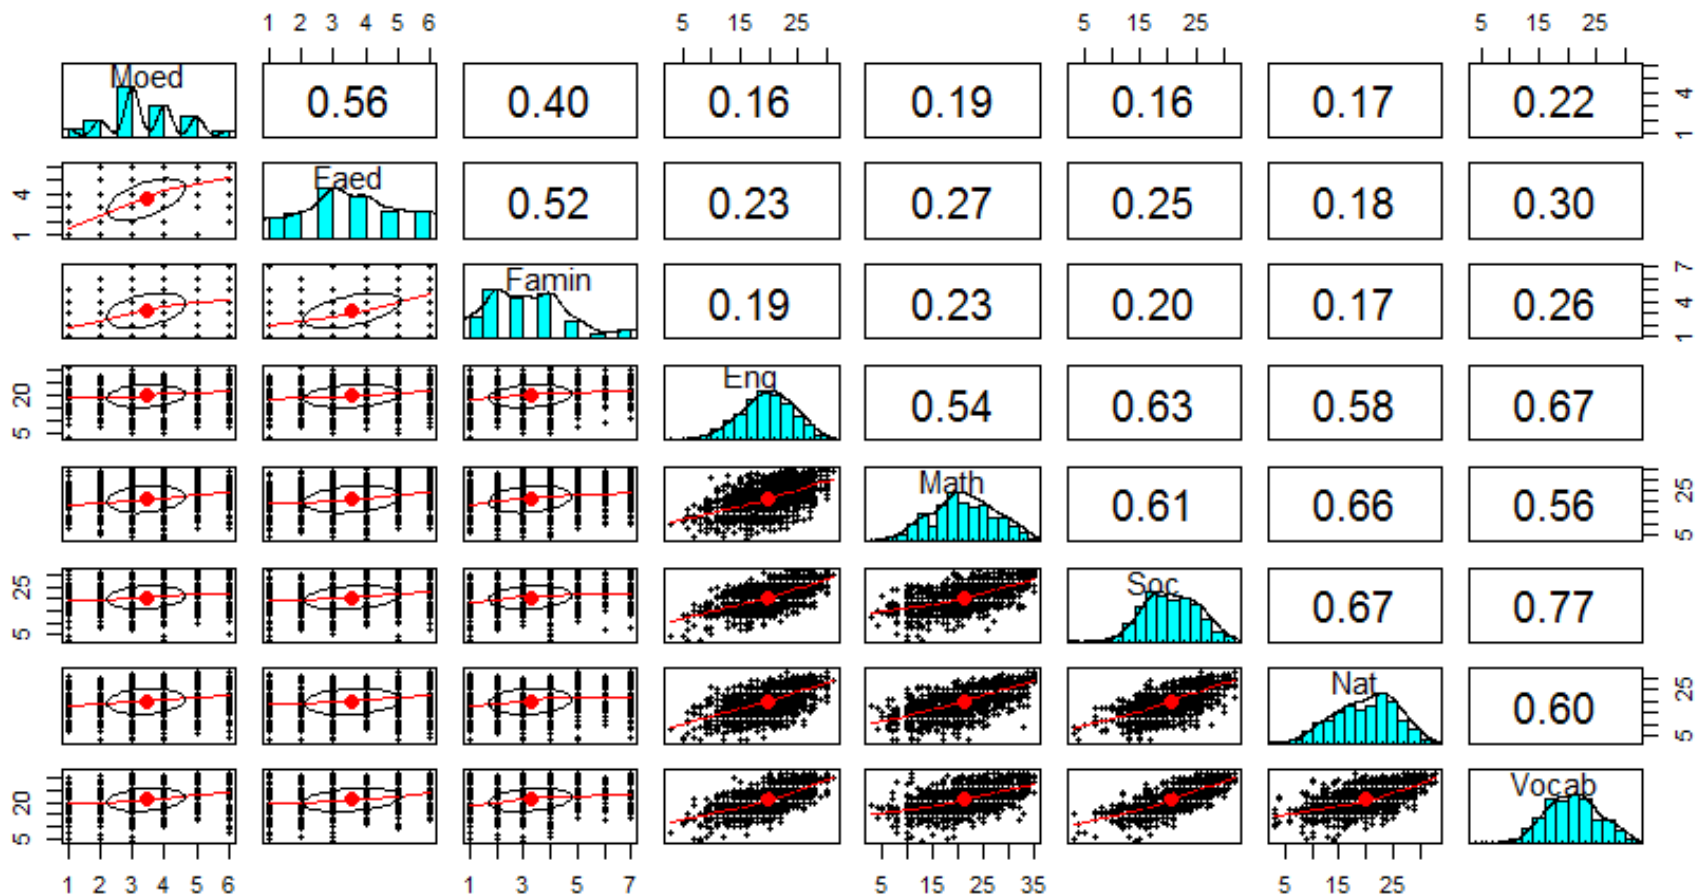 1 2 3 4 5 6 5 15 25 5 15 25 5 15 25
Moed 0.56 0.40 0.16 0.19 0.16 0.17 0.22 1 4
1 4 Faed 0.52 0.23 0.27 0.25 0.18 0.30
Famin 0.19 0.23 0.20 0.17 0.26 1 4 7
5 20 Eng 0.54 0.63 0.58 0.67
Math 0.61 0.66 0.56 5 25
5 25 Soc 0.67 0.77
Nat 0.60 5 25
5 20 Vocab
1 2 3 4 5 6 1 3 5 7 5 15 25 35 5 15 25